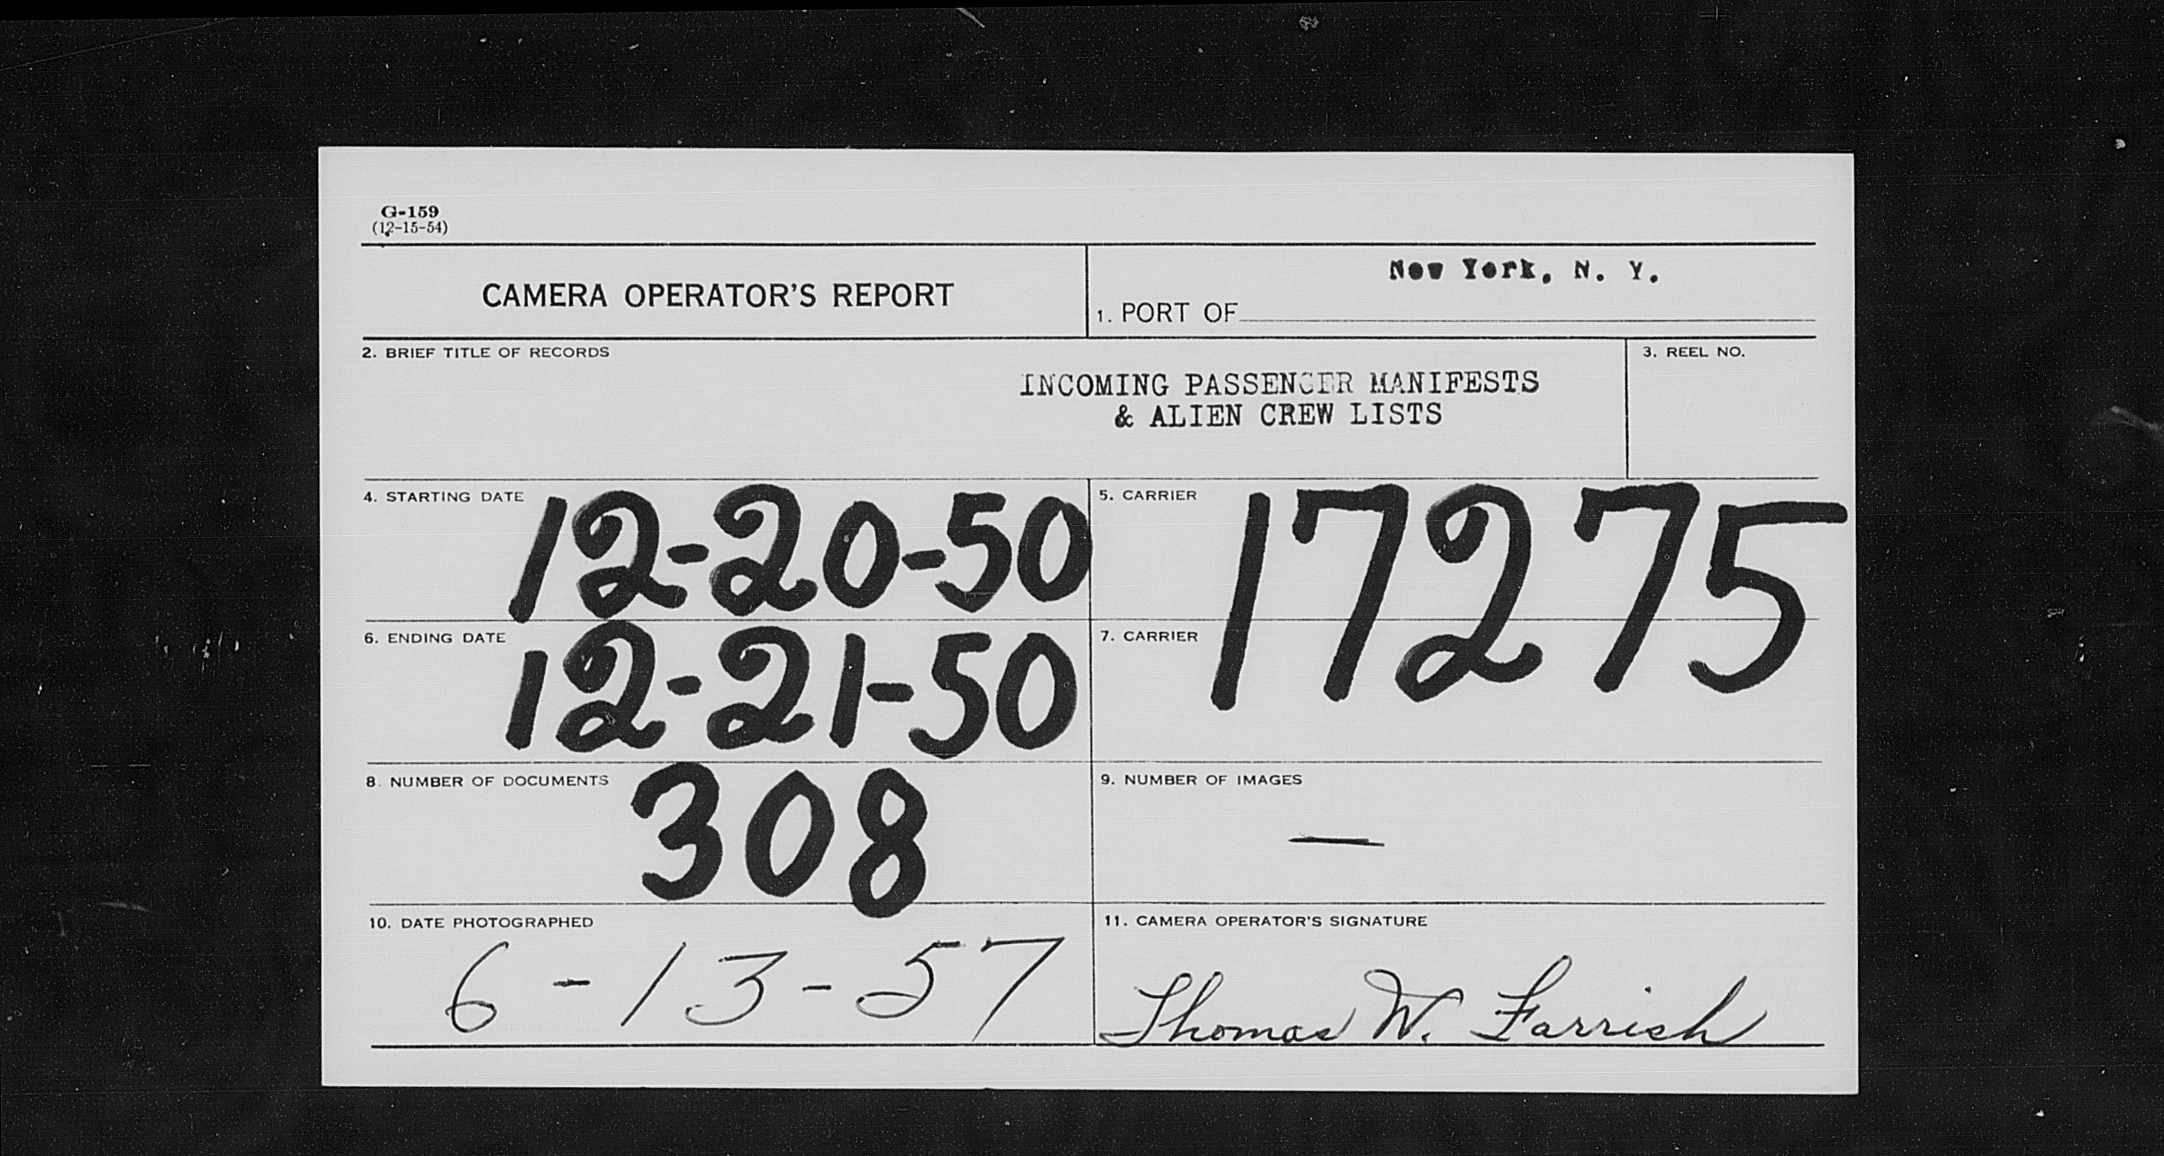 G-159
(12-15-54)
CAMERA OPERATOR'S REPORT
New York, N. Y.
1. PORT OF
2. BRIEF TITLE OF RECORDS
INCOMING PASSENGER MANIFESTS
& ALIEN CREW LISTS
3. REEL NO.
4. STARTING DATE 12-20-50
5. CARRIER 17275
6. ENDING DATE 12-21-50
7. CARRIER
8. NUMBER OF DOCUMENTS 308
9. NUMBER OF IMAGES
—
10. DATE PHOTOGRAPHED
6-13-57
11. CAMERA OPERATOR'S SIGNATURE
Thomas W. Farrish